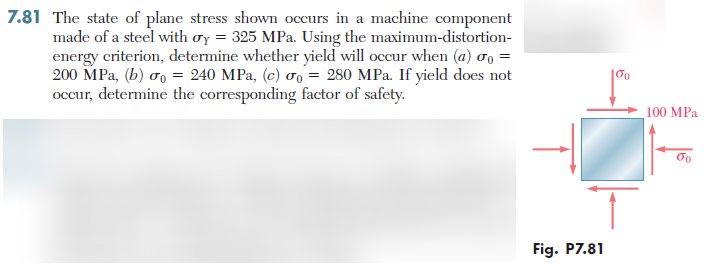 7.81 The state of plane stress shown occurs in a machine component
made of a steel with σY = 325 MPa. Using the maximum-distortion-
energy criterion, determine whether yield will occur when (a) σ0 =
200 MPa, (b) σ0 = 240 MPa, (c) σ0 = 280 MPa. If yield does not
occur, determine the corresponding factor of safety.
σ0
100 MPa
σ0
Fig. P7.81